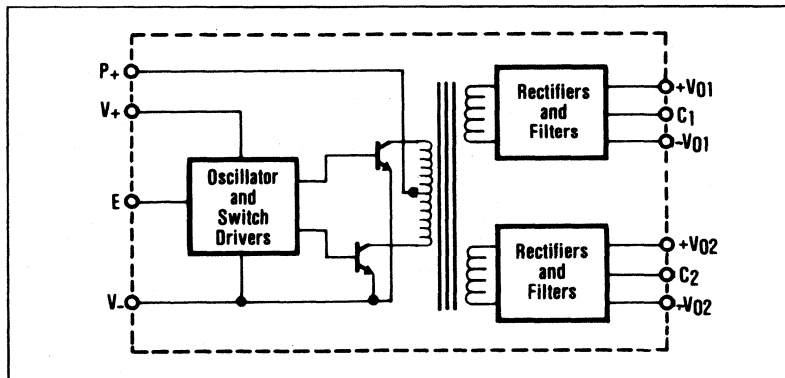 P+
V+
E
V-
Oscillator
and
Switch
Drivers
Rectifiers
and
Filters
+V01
C1
-V01
Rectifiers
and
Filters
+V02
C2
-V02